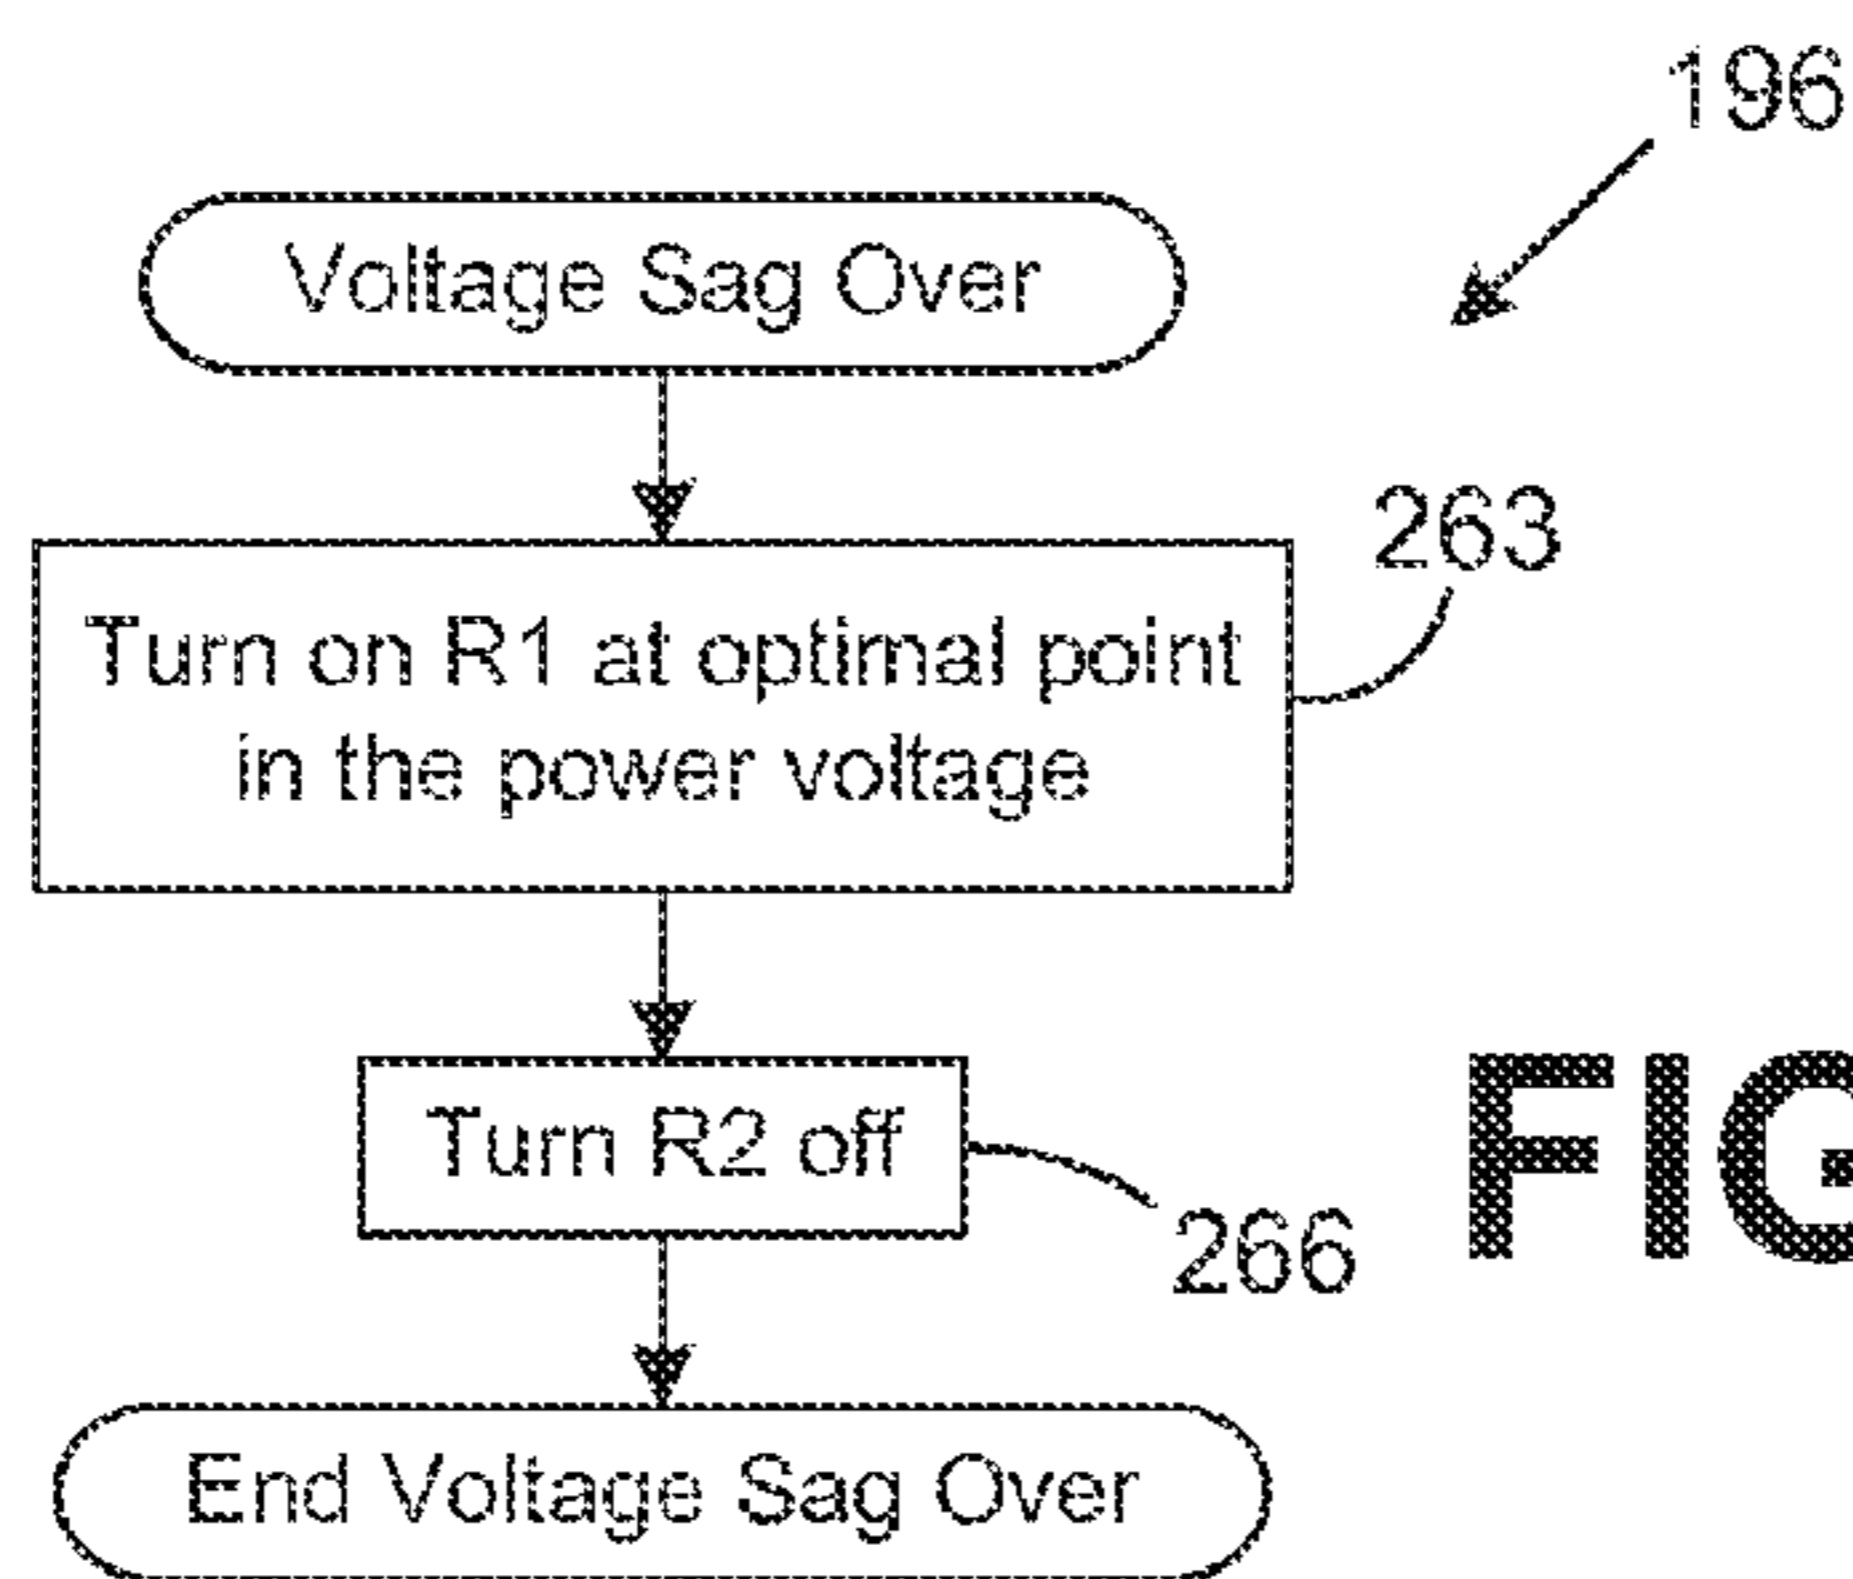 196
Voltage Sag Over
263
Turn on R1 at optimal point
in the power voltage
Turn R2 off
266
FIG
End Voltage Sag Over